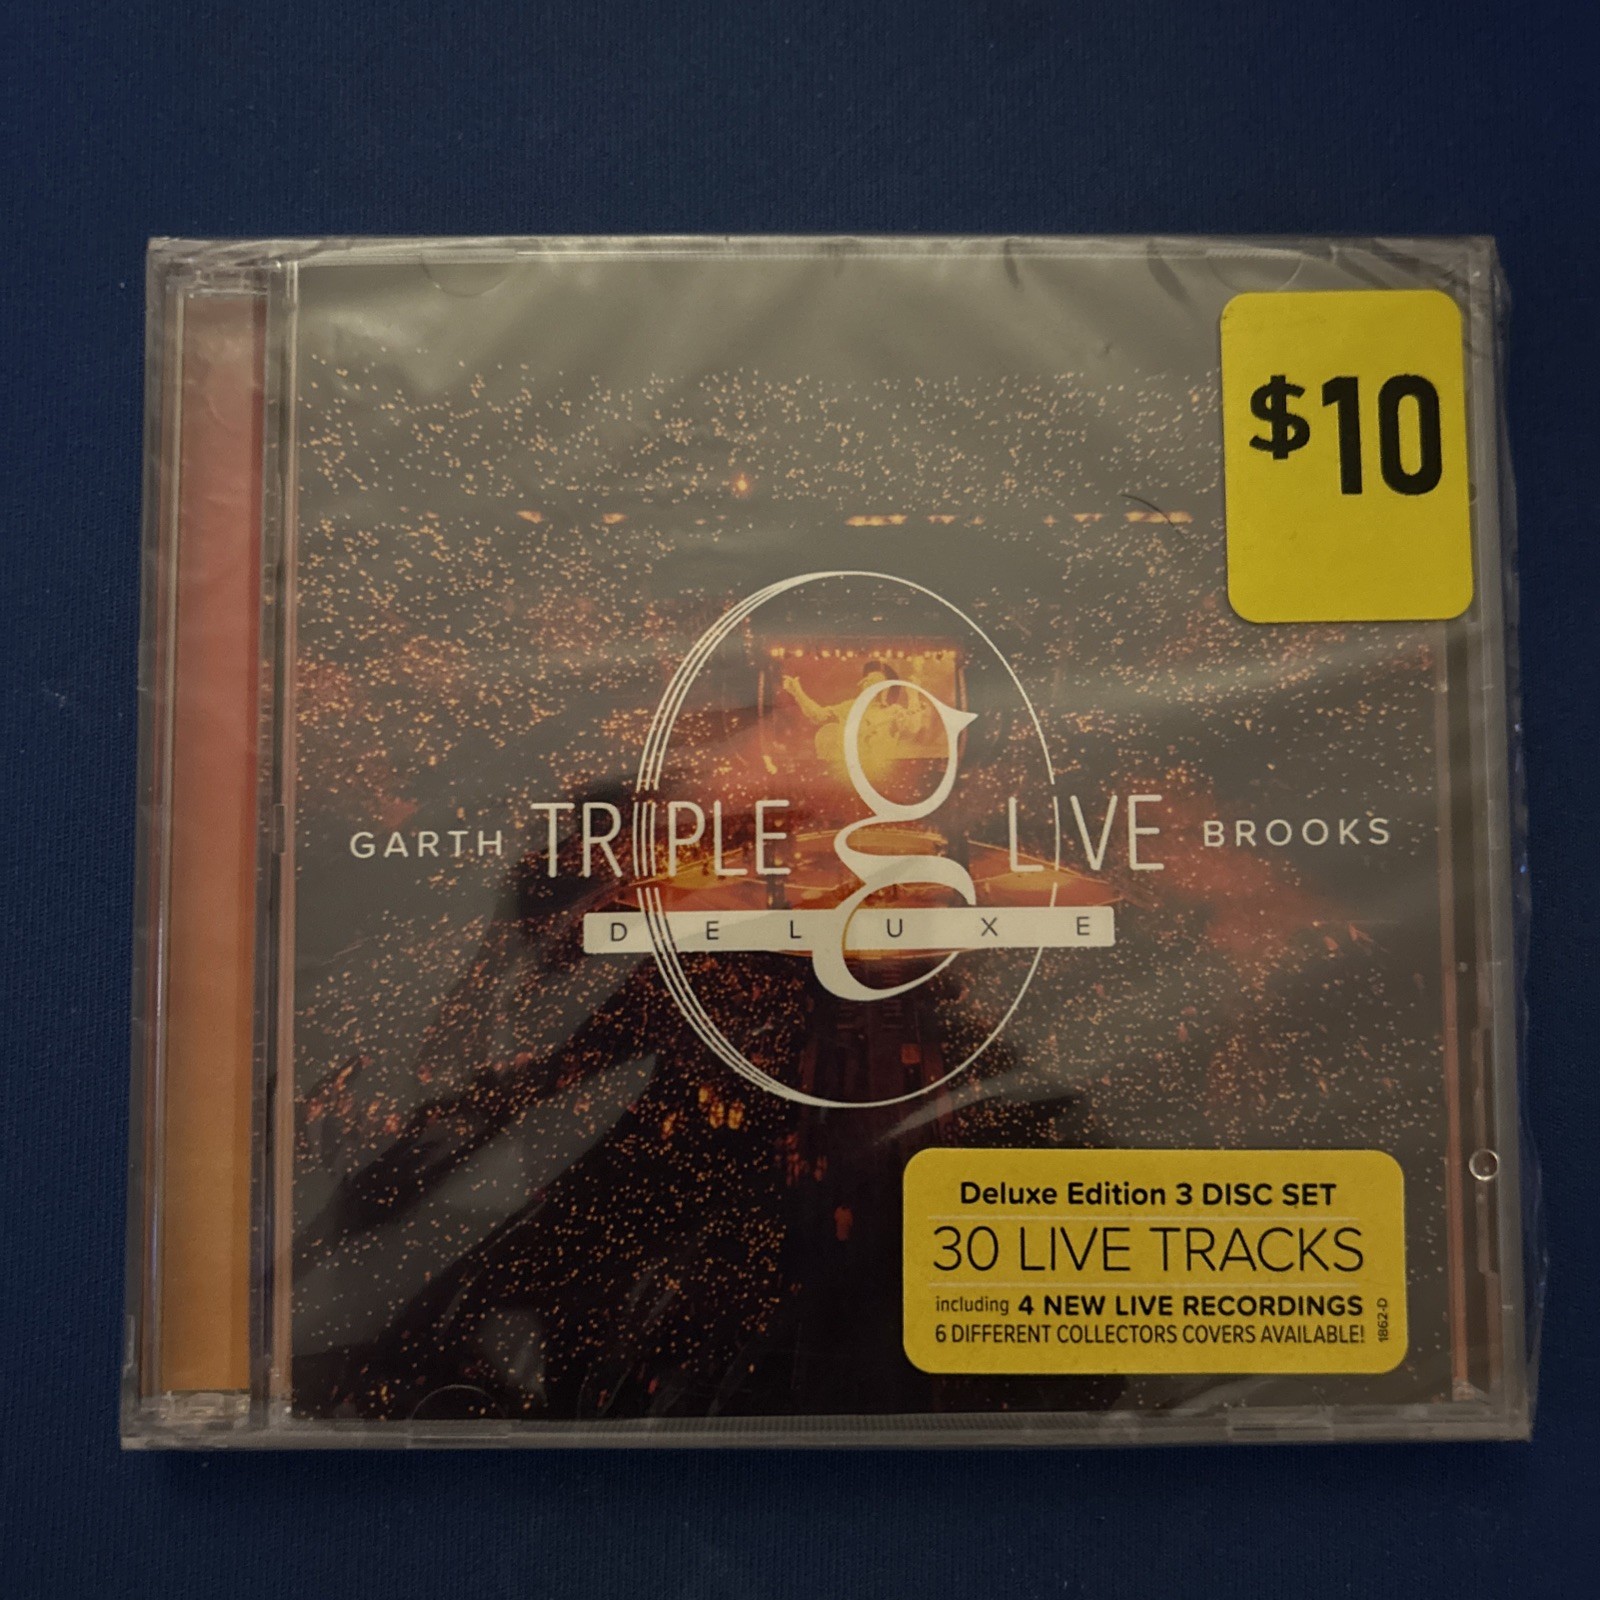 $10
GARTH TRIPLE g LIVE BROOKS
DELUXE
Deluxe Edition 3 DISC SET
30 LIVE TRACKS
including 4 NEW LIVE RECORDINGS
6 DIFFERENT COLLECTORS COVERS AVAILABLE!
1862-D